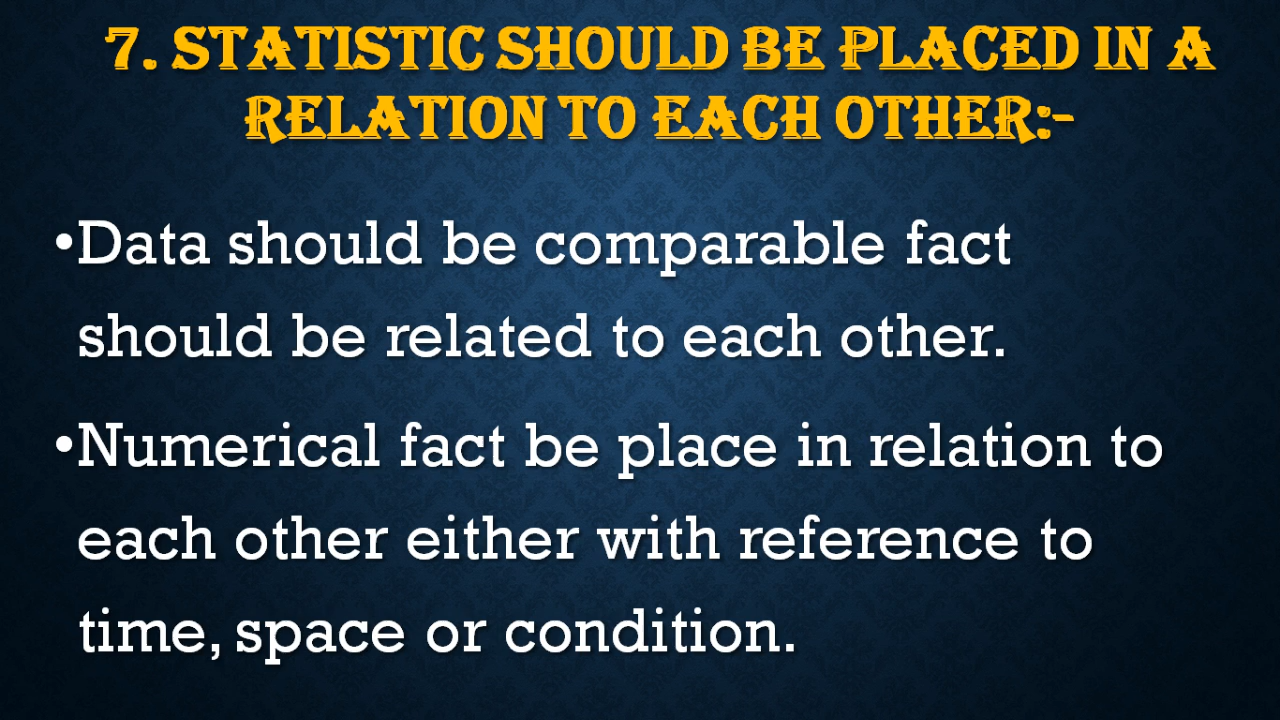 7. STATISTIC SHOULD BE PLACED IN A
RELATION TO EACH OTHER:-
•Data should be comparable fact
should be related to each other.
•Numerical fact be place in relation to
each other either with reference to
time, space or condition.